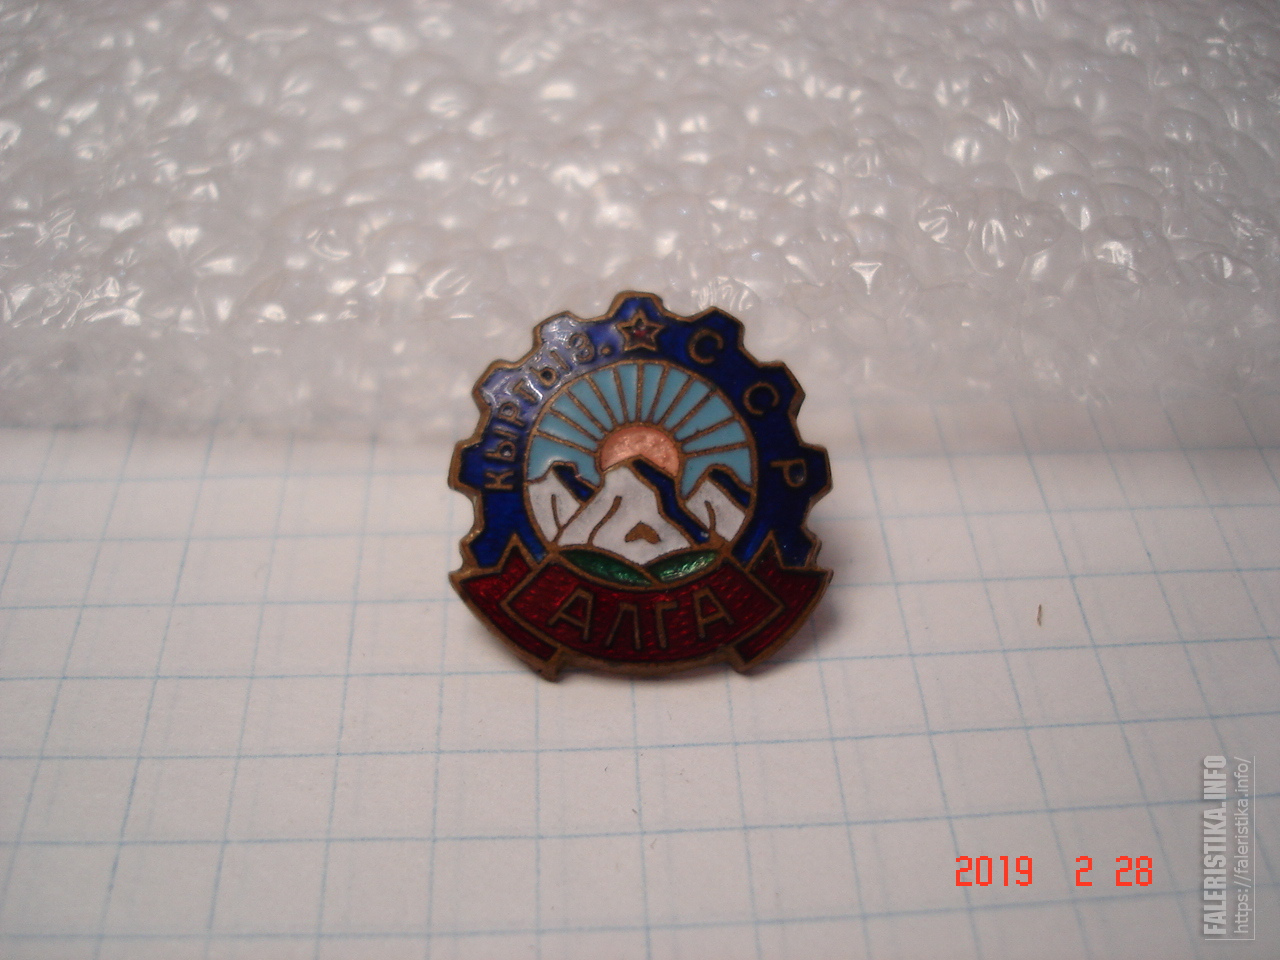 КЫРГЫЗ. ССР
АЛГА
2019 2 28
FALERISTIKA.INFO
https://faleristika.info/